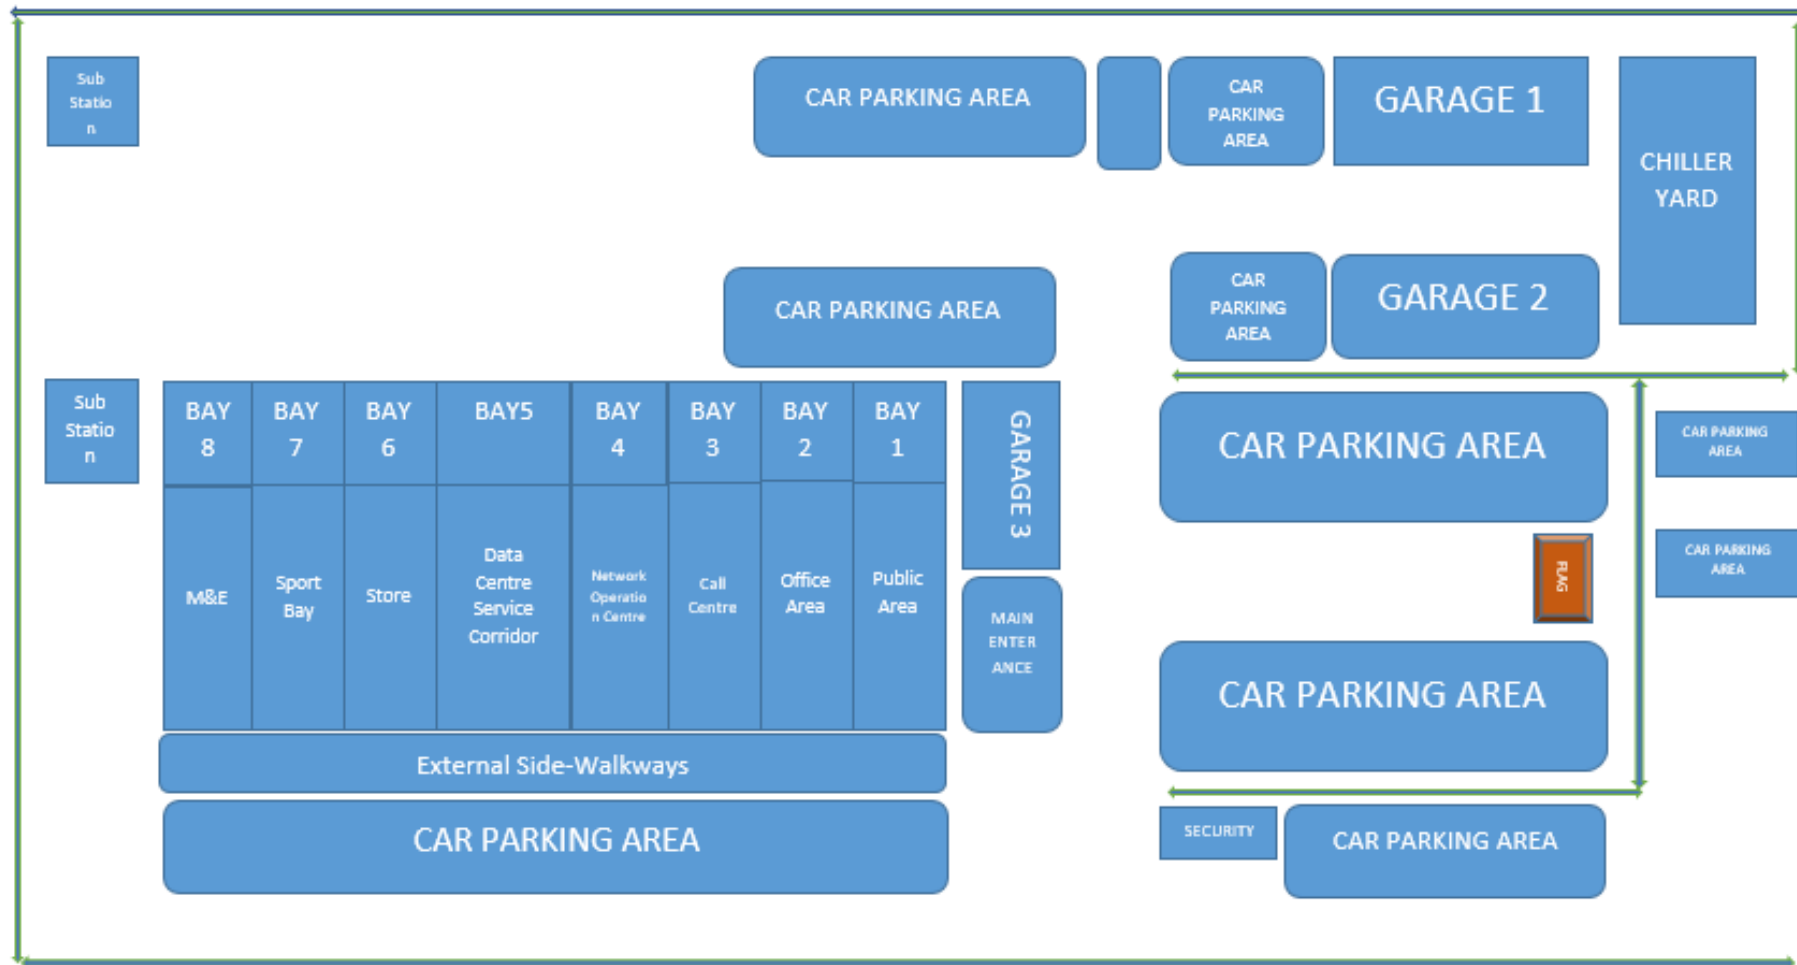 Sub
Statio
n
CAR PARKING AREA
CAR
PARKING
AREA
GARAGE 1
CHILLER
YARD
CAR PARKING AREA
CAR
PARKING
AREA
GARAGE 2
Sub
Statio
n
BAY
8
BAY
7
BAY
6
BAY5
BAY
4
BAY
3
BAY
2
BAY
1
GARAGE 3
CAR PARKING AREA
CAR PARKING
AREA
M&E
Sport
Bay
Store
Data
Centre
Service
Corridor
Network
Operatio
n Centre
Call
Centre
Office
Area
Public
Area
MAIN
ENTER
ANCE
FLAG
CAR PARKING
AREA
CAR PARKING AREA
External Side-Walkways
CAR PARKING AREA
SECURITY
CAR PARKING AREA